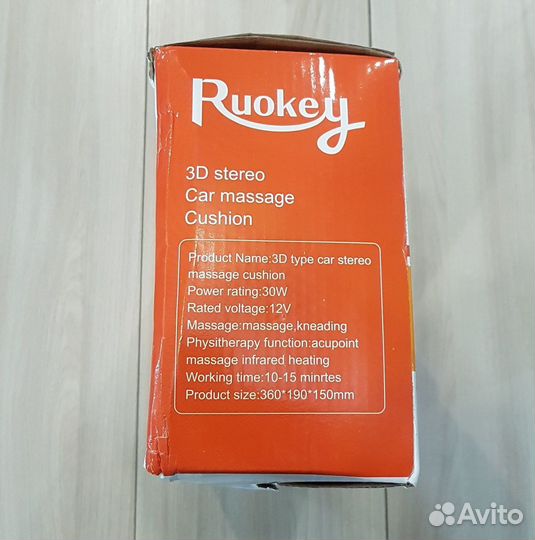 Ruokey
3D stereo
Car massage
Cushion
Product Name:3D type car stereo
massage cushion
Power rating:30W
Rated voltage:12V
Massage:massage,kneading
Physitherapy function:acupoint
massage infrared heating
Working time:10-15 minrtes
Product size:360*190*150mm
Avito